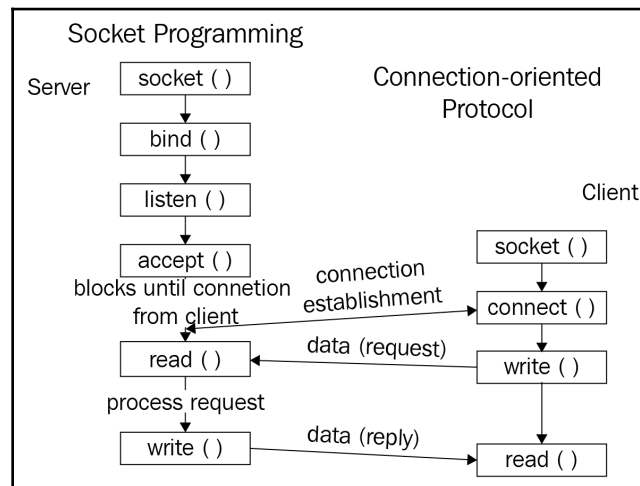 Socket Programming
Connection-oriented
Protocol
Server
socket ( )
bind ( )
listen ( )
accept ( )
blocks until connetion
from client
read ( )
process request
write ( )
Client
socket ( )
connect ( )
write ( )
read ( )
connection
establishment
data (request)
data (reply)